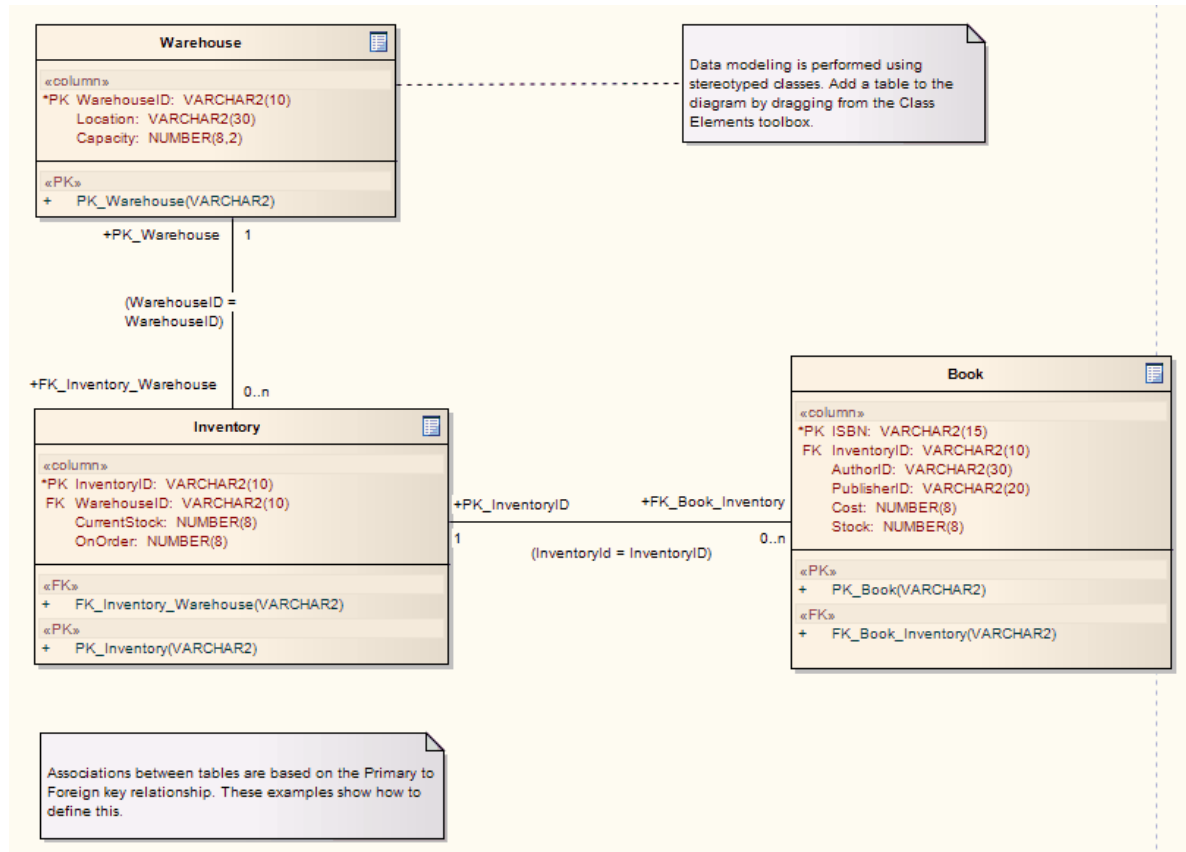 Warehouse
«column»
*PK WarehouseID: VARCHAR2(10)
Location: VARCHAR2(30)
Capacity: NUMBER(8,2)
«PK»
+ PK_Warehouse(VARCHAR2)
Data modeling is performed using
stereotyped classes. Add a table to the
diagram by dragging from the Class
Elements toolbox.
+PK_Warehouse 1
(WarehouseID =
WarehouseID)
+FK_Inventory_Warehouse 0..n
Inventory
«column»
*PK InventoryID: VARCHAR2(10)
FK WarehouseID: VARCHAR2(10)
CurrentStock: NUMBER(8)
OnOrder: NUMBER(8)
«FK»
+ FK_Inventory_Warehouse(VARCHAR2)
«PK»
+ PK_Inventory(VARCHAR2)
+PK_InventoryID +FK_Book_Inventory
1 0..n
(InventoryId = InventoryID)
Book
«column»
*PK ISBN: VARCHAR2(15)
FK InventoryID: VARCHAR2(10)
AuthorID: VARCHAR2(30)
PublisherID: VARCHAR2(20)
Cost: NUMBER(8)
Stock: NUMBER(8)
«PK»
+ PK_Book(VARCHAR2)
«FK»
+ FK_Book_Inventory(VARCHAR2)
Associations between tables are based on the Primary to
Foreign key relationship. These examples show how to
define this.